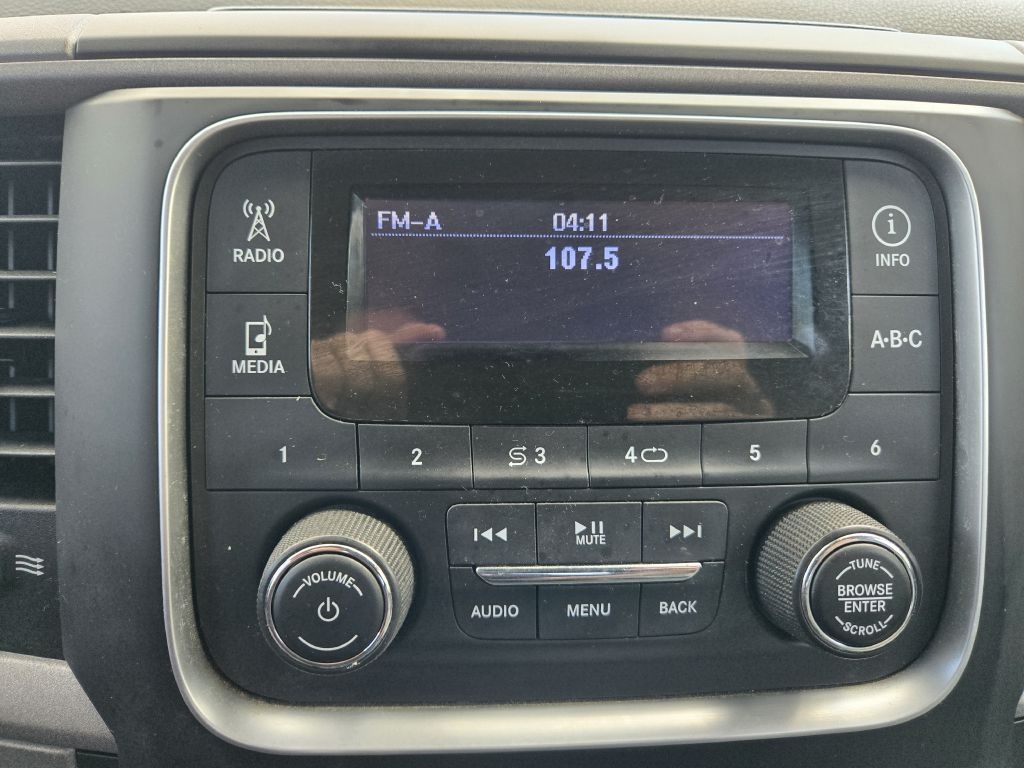 RADIO
FM-A 04:11
107.5
INFO
MEDIA
A·B·C
1 2 3 4 5 6
MUTE
VOLUME
AUDIO MENU BACK
TUNE
BROWSE
ENTER
SCROLL